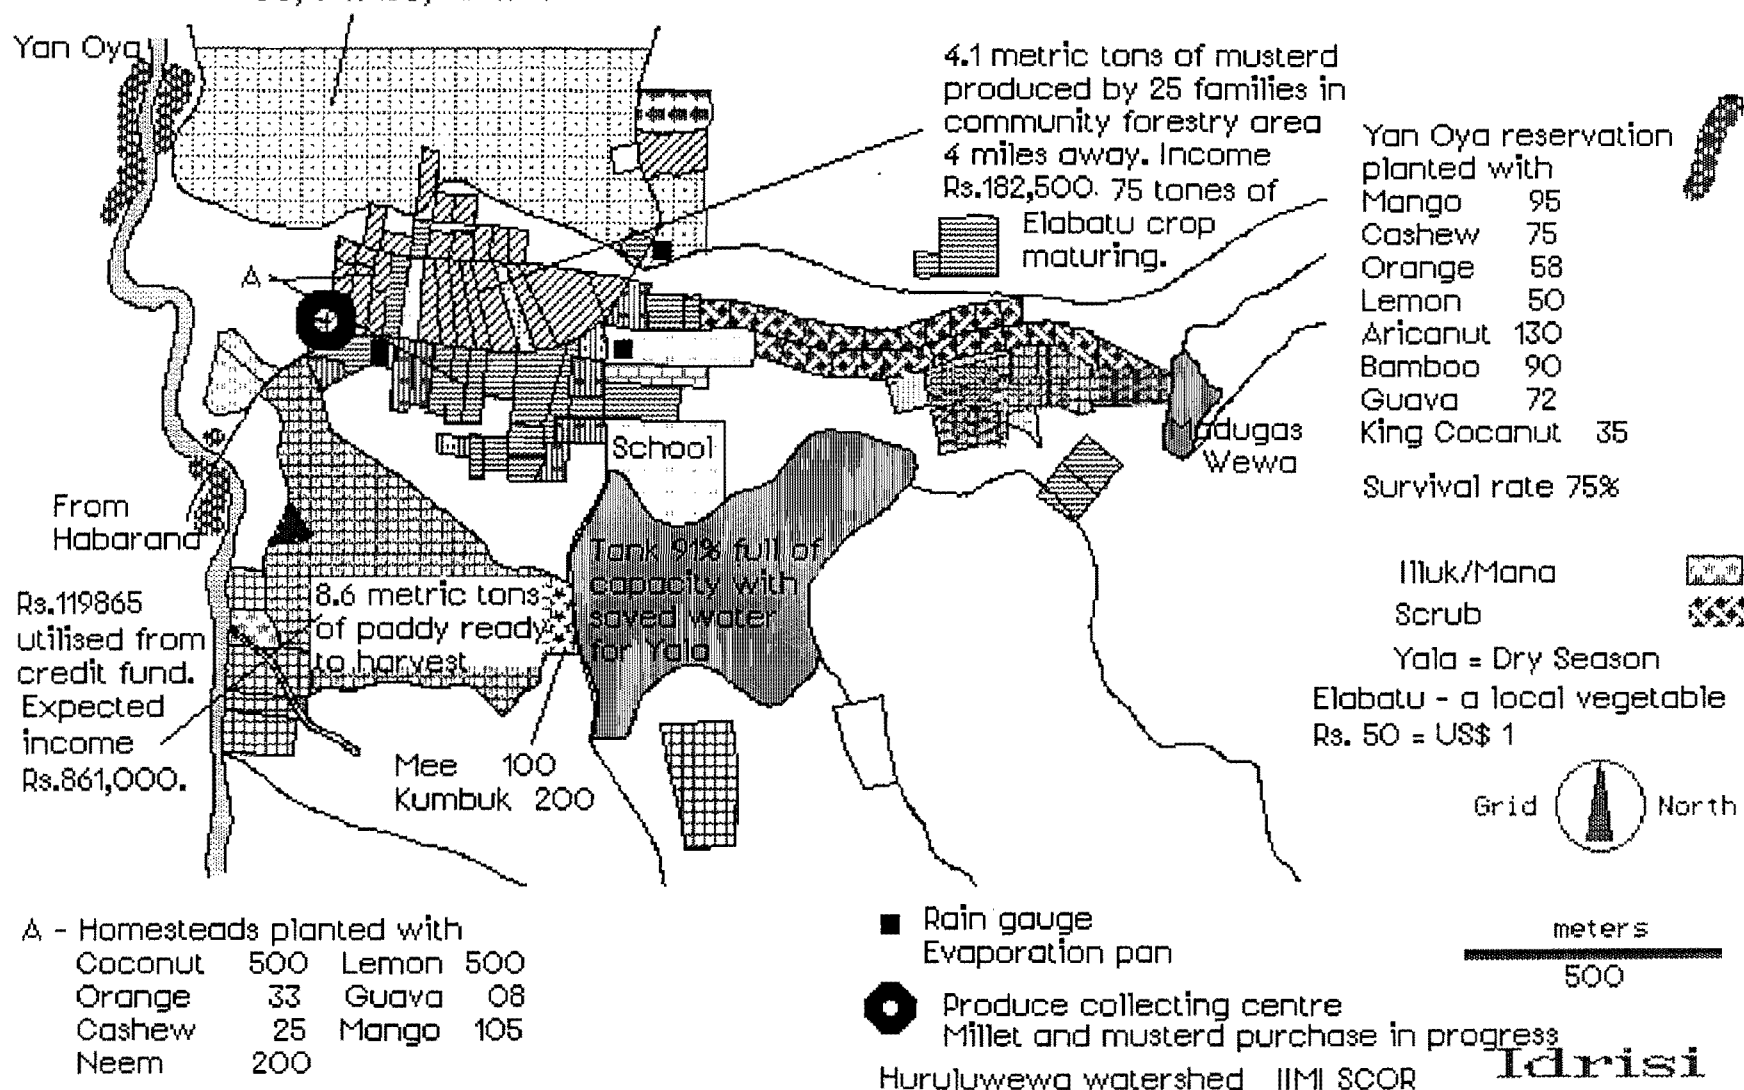 Yan Oya
4.1 metric tons of musterd
produced by 25 families in
community forestry area
4 miles away. Income
Rs.182,500. 75 tones of
Elabatu crop
maturing.
Yan Oya reservation
planted with
Mango 95
Cashew 75
Orange 58
Lemon 50
Aricanut 130
Bamboo 90
Guava 72
King Cocanut 35
Survival rate 75%
A
School
adugas
Wewa
From
Habarana
Tank 91% full of
capacity with
saved water
for Yala
8.6 metric tons
of paddy ready
to harvest
Rs.119865
utilised from
credit fund.
Expected
income
Rs.861,000.
Mee 100
Kumbuk 200
Illuk/Mana
Scrub
Yala = Dry Season
Elabatu - a local vegetable
Rs. 50 = US$ 1
Grid North
A - Homesteads planted with
Coconut 500 Lemon 500
Orange 33 Guava 08
Cashew 25 Mango 105
Neem 200
Rain gauge
Evaporation pan
Produce collecting centre
Millet and musterd purchase in progress
Huruluwewa watershed IIMI SCOR
meters
500
Idrisi